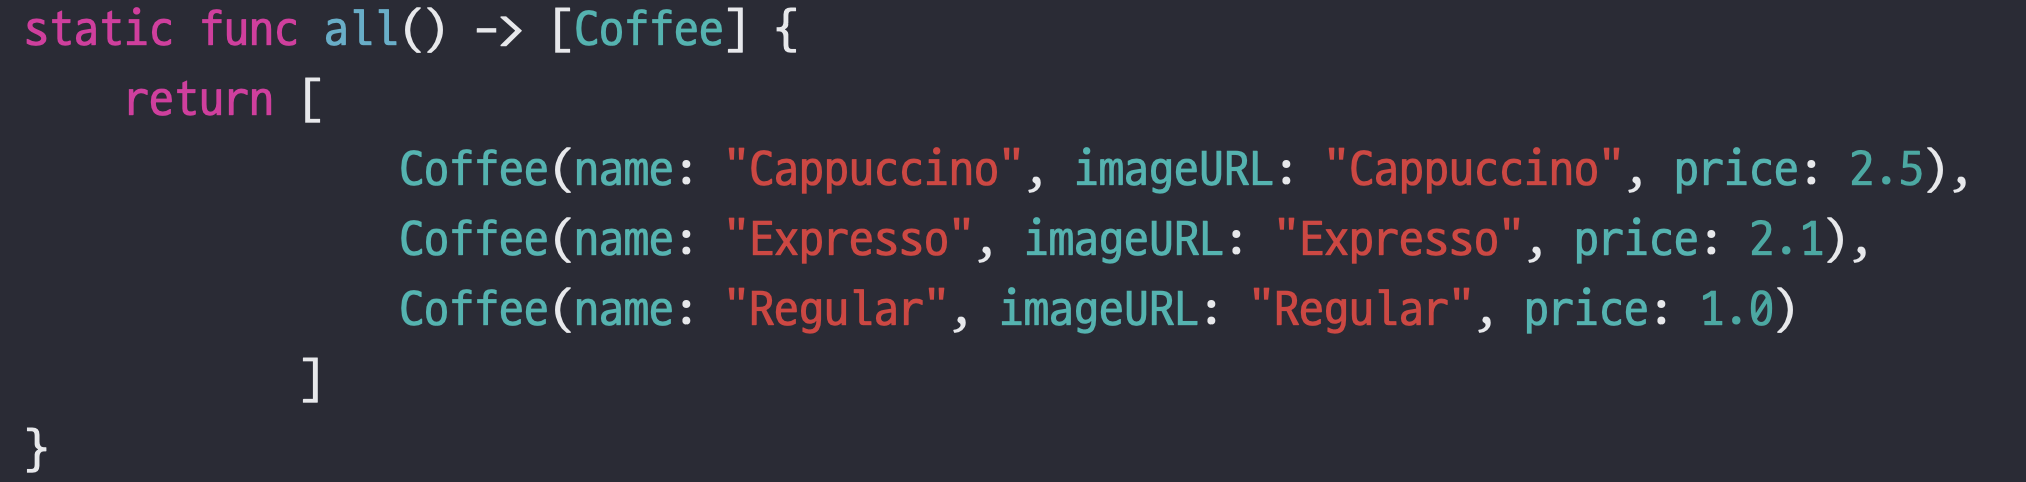 static func all() -> [Coffee] {
    return [
               Coffee(name: "Cappuccino", imageURL: "Cappuccino", price: 2.5),
               Coffee(name: "Expresso", imageURL: "Expresso", price: 2.1),
               Coffee(name: "Regular", imageURL: "Regular", price: 1.0)
           ]
}